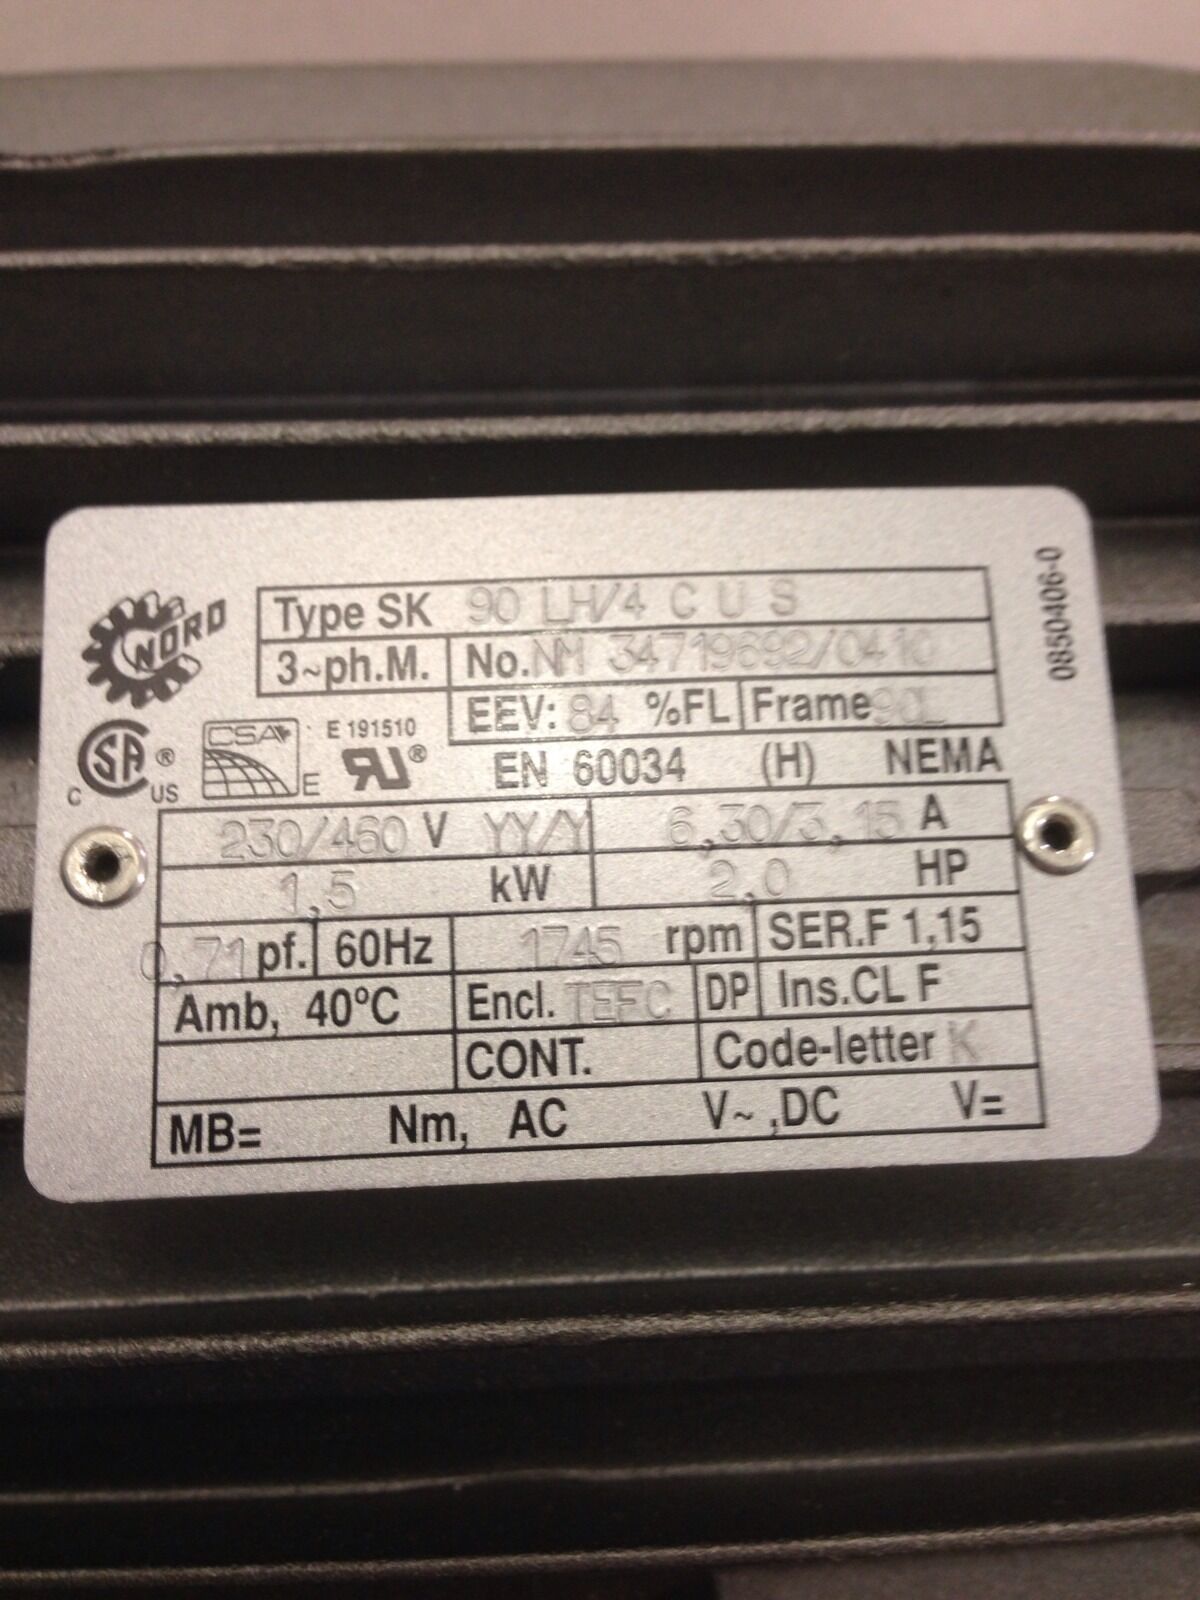 NORD
Type SK 90 LH/4 C U S
3~ph.M. No. NM 34719692/0410
EEV: 84 %FL Frame 90L
CSA E 191510
EN 60034 (H) NEMA
SA ® C US E RU ®
230/460 V YY/Y 6,30/3,15 A
1,5 kW 2,0 HP
0,71 pf. 60Hz 1745 rpm SER.F 1,15
Amb, 40°C Encl. TEFC DP Ins.CL F
CONT. Code-letter K
MB= Nm, AC V~ ,DC V=
0850406-0